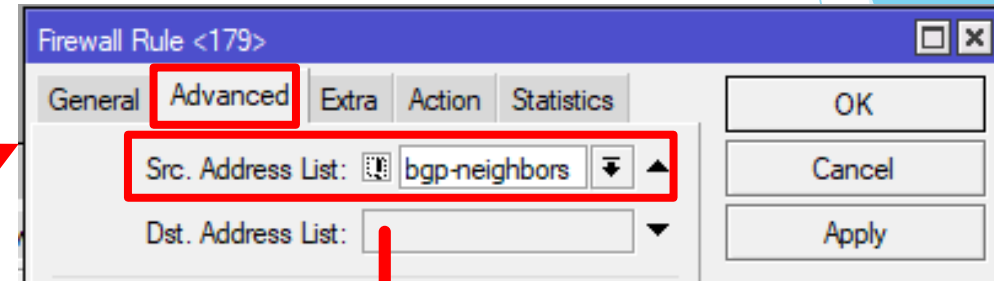 Firewall Rule <179>
General Advanced Extra Action Statistics
OK
Src. Address List: ! bgp-neighbors
Cancel
Dst. Address List:
Apply